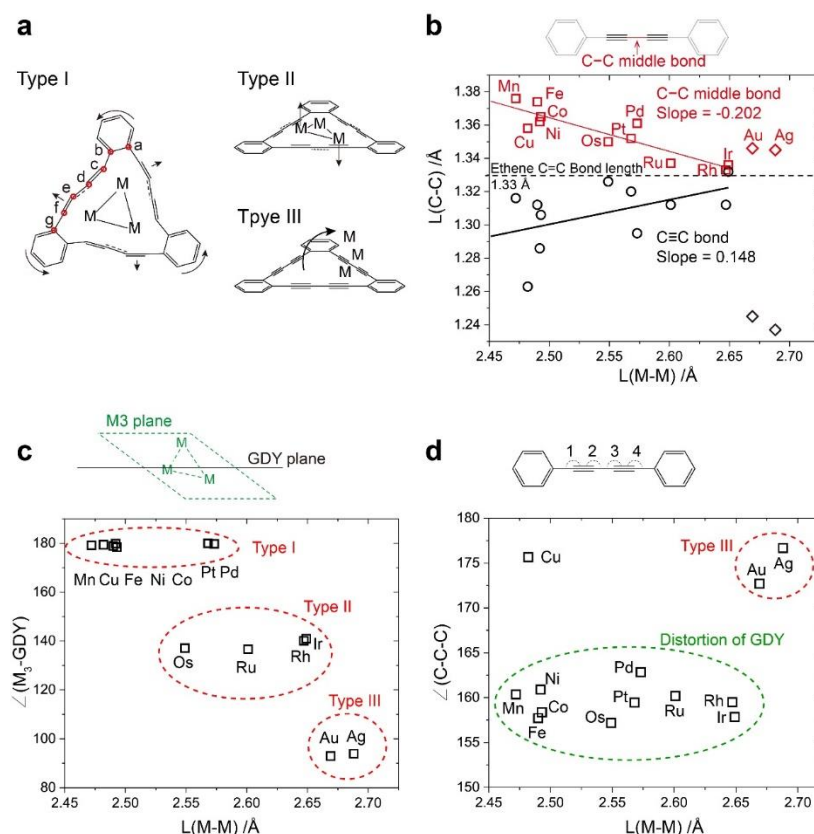 a
Type I
b
a
c
d
e
f
g
M
M
M
Type II
M
M
M
Tpye III
M
M
M
b
C−C middle bond
Mn
Fe
Co
Ni
Cu
Os
Pt
Pd
Ru
Rh
Ir
Au
Ag
C−C middle bond
Slope = -0.202
Ethene C=C Bond length
1.33 Å
C≡C bond
Slope = 0.148
L(C-C) /Å
1.38
1.36
1.34
1.32
1.30
1.28
1.26
1.24
2.45 2.50 2.55 2.60 2.65 2.70
L(M-M) /Å
c
M3 plane
M
M
M
GDY plane
∠(M₃-GDY)
180
160
140
120
100
80
Type I
Mn Cu Fe Ni Co Pt Pd
Type II
Os
Ru
Rh
Ir
Type III
Au Ag
2.45 2.50 2.55 2.60 2.65 2.70
L(M-M) /Å
d
1 2 3 4
∠(C-C-C)
180
175
170
165
160
155
150
Cu
Type III
Au
Ag
Distortion of GDY
Mn
Ni
Co
Fe
Os
Pt
Pd
Ru
Rh
Ir
2.45 2.50 2.55 2.60 2.65 2.70
L(M-M) /Å